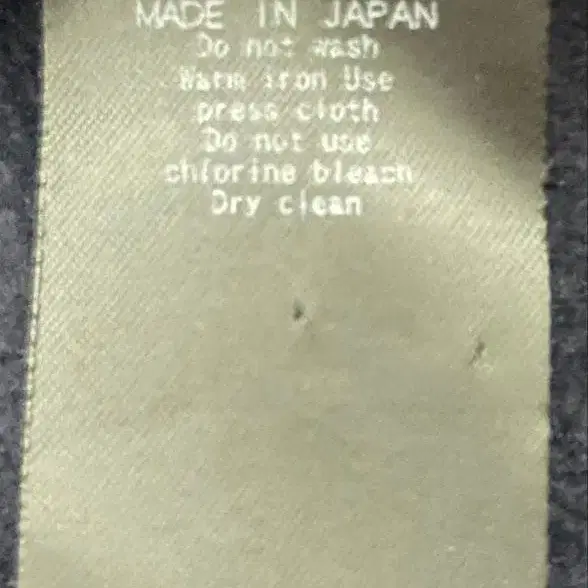 MADE IN JAPAN
Do not wash
Warm iron Use
press cloth
Do not use
chlorine bleach
Dry clean